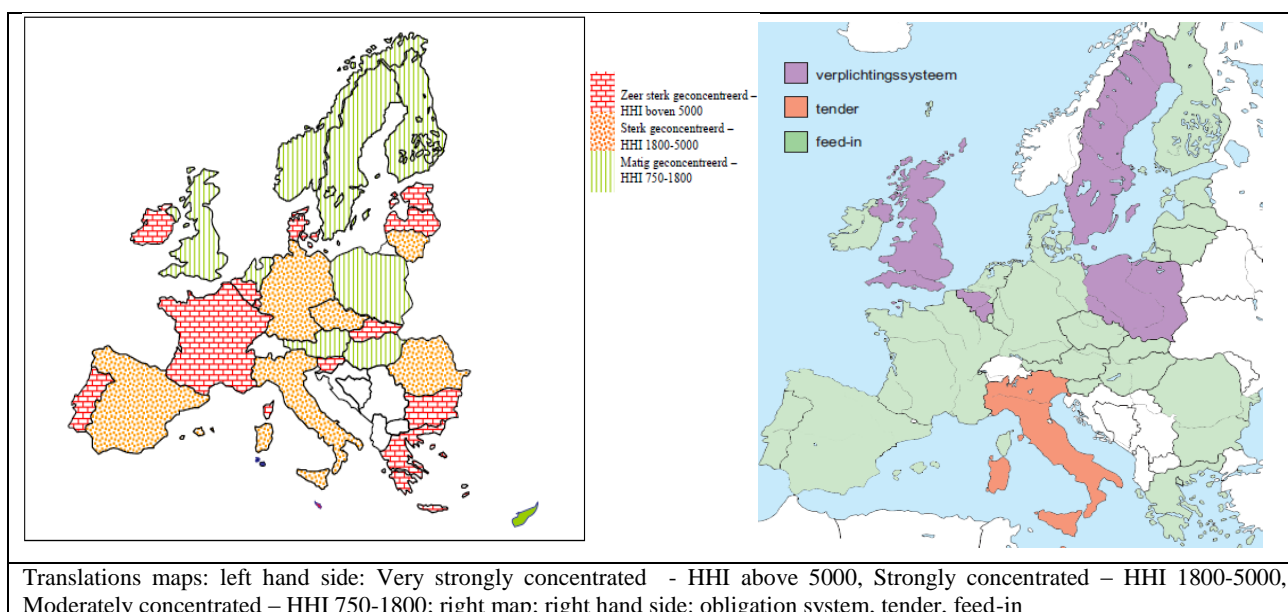 Zeer sterk geconcentreerd –
HHI boven 5000
Sterk geconcentreerd –
HHI 1800-5000
Matig geconcentreerd –
HHI 750-1800
verplichtingssysteem
tender
feed-in
Translations maps: left hand side: Very strongly concentrated - HHI above 5000, Strongly concentrated – HHI 1800-5000,
Moderately concentrated – HHI 750-1800; right map: right hand side: obligation system, tender, feed-in